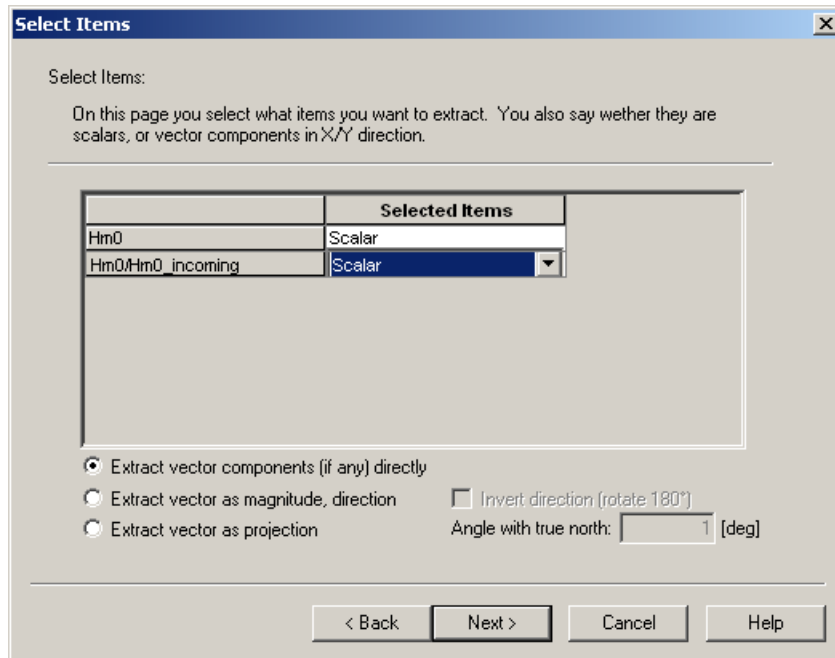 Select Items
Select Items:
On this page you select what items you want to extract. You also say wether they are
scalars, or vector components in X/Y direction.
Selected Items
Hm0 Scalar
Hm0/Hm0_incoming Scalar
Extract vector components (if any) directly
Extract vector as magnitude, direction Invert direction (rotate 180°)
Extract vector as projection Angle with true north: 1 [deg]
< Back Next > Cancel Help